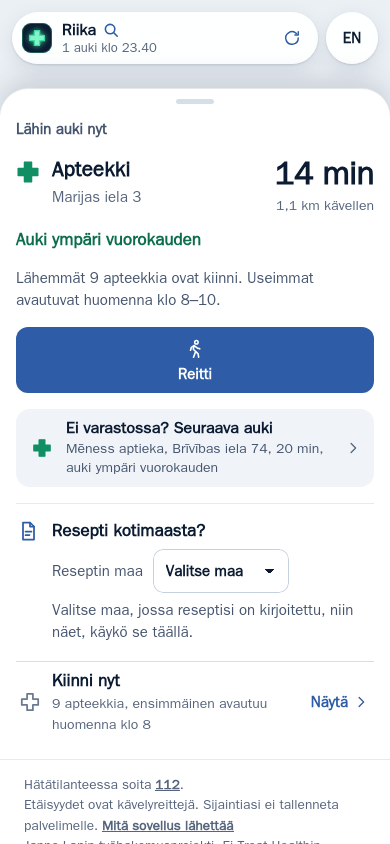 Riika
1 auki klo 23.40
EN
Lähin auki nyt
Apteekki
14 min
Marijas iela 3
1,1 km kävellen
Auki ympäri vuorokauden
Lähemmät 9 apteekkia ovat kiinni. Useimmat
avautuvat huomenna klo 8–10.
Reitti
Ei varastossa? Seuraava auki
Mēness aptieka, Brīvības iela 74, 20 min,
auki ympäri vuorokauden
Resepti kotimaasta?
Reseptin maa
Valitse maa
Valitse maa, jossa reseptisi on kirjoitettu, niin
näet, käykö se täällä.
Kiinni nyt
9 apteekkia, ensimmäinen avautuu
huomenna klo 8
Näytä
Hätätilanteessa soita 112.
Etäisyydet ovat kävelyreittejä. Sijaintiasi ei tallenneta
palvelimelle. Mitä sovellus lähettää